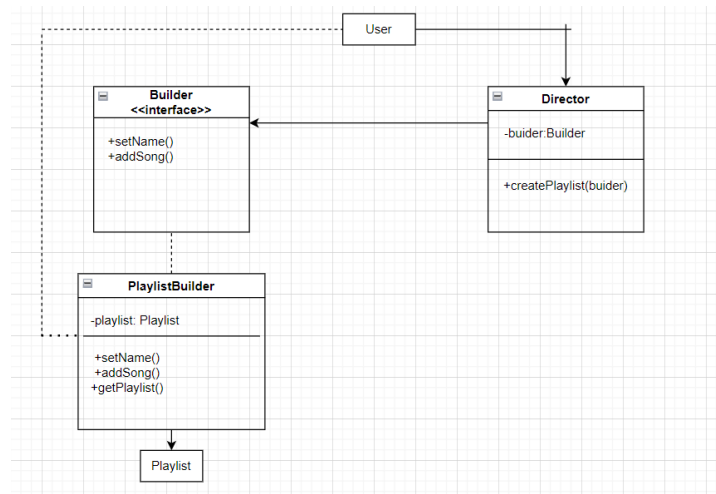 User
Builder
<<interface>>
+setName()
+addSong()
Director
-buider:Builder
+createPlaylist(buider)
PlaylistBuilder
-playlist: Playlist
+setName()
+addSong()
+getPlaylist()
Playlist